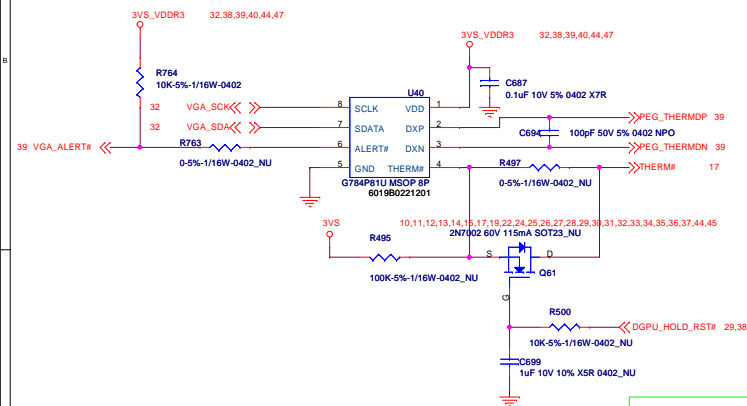 3VS_VDDR3 32,38,39,40,44,47
3VS_VDDR3 32,38,39,40,44,47
B
R764
10K-5%-1/16W-0402
C687
0.1uF 10V 5% 0402 X7R
U40
32 VGA_SCK
8 SCLK VDD 1
32 VGA_SDA
7 SDATA DXP 2
PEG_THERMDP 39
C694 100pF 50V 5% 0402 NPO
39 VGA_ALERT#
R763
0-5%-1/16W-0402_NU
6 ALERT# DXN 3
PEG_THERMDN 39
5 GND THERM# 4
R497
0-5%-1/16W-0402_NU
THERM# 17
G784P81U MSOP 8P
6019B0221201
3VS
10,11,12,13,14,15,17,19,22,24,25,26,27,28,29,30,31,32,33,34,35,36,37,44,45
2N7002 60V 115mA SOT23_NU
R495
100K-5%-1/16W-0402_NU
S D
Q61
G
R500
10K-5%-1/16W-0402_NU
DGPU_HOLD_RST# 29,38
C699
1uF 10V 10% X5R 0402_NU